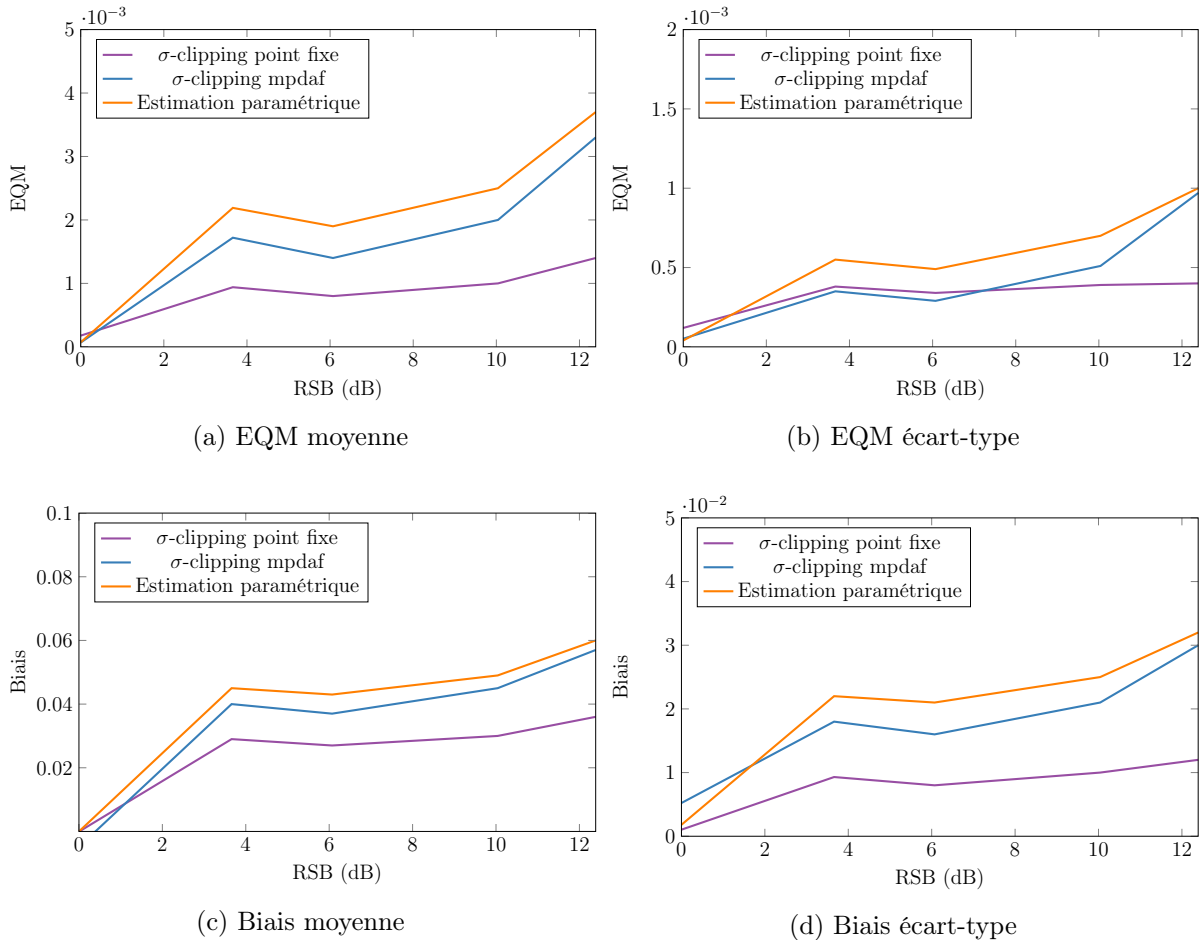 ·10⁻³
5
4
3
2
1
0
EQM
σ-clipping point fixe
σ-clipping mpdaf
Estimation paramétrique
0 2 4 6 8 10 12
RSB (dB)
(a) EQM moyenne
·10⁻³
2
1.5
1
0.5
0
EQM
σ-clipping point fixe
σ-clipping mpdaf
Estimation paramétrique
0 2 4 6 8 10 12
RSB (dB)
(b) EQM écart-type
0.1
0.08
0.06
0.04
0.02
Biais
σ-clipping point fixe
σ-clipping mpdaf
Estimation paramétrique
0 2 4 6 8 10 12
RSB (dB)
(c) Biais moyenne
·10⁻²
5
4
3
2
1
0
Biais
σ-clipping point fixe
σ-clipping mpdaf
Estimation paramétrique
0 2 4 6 8 10 12
RSB (dB)
(d) Biais écart-type